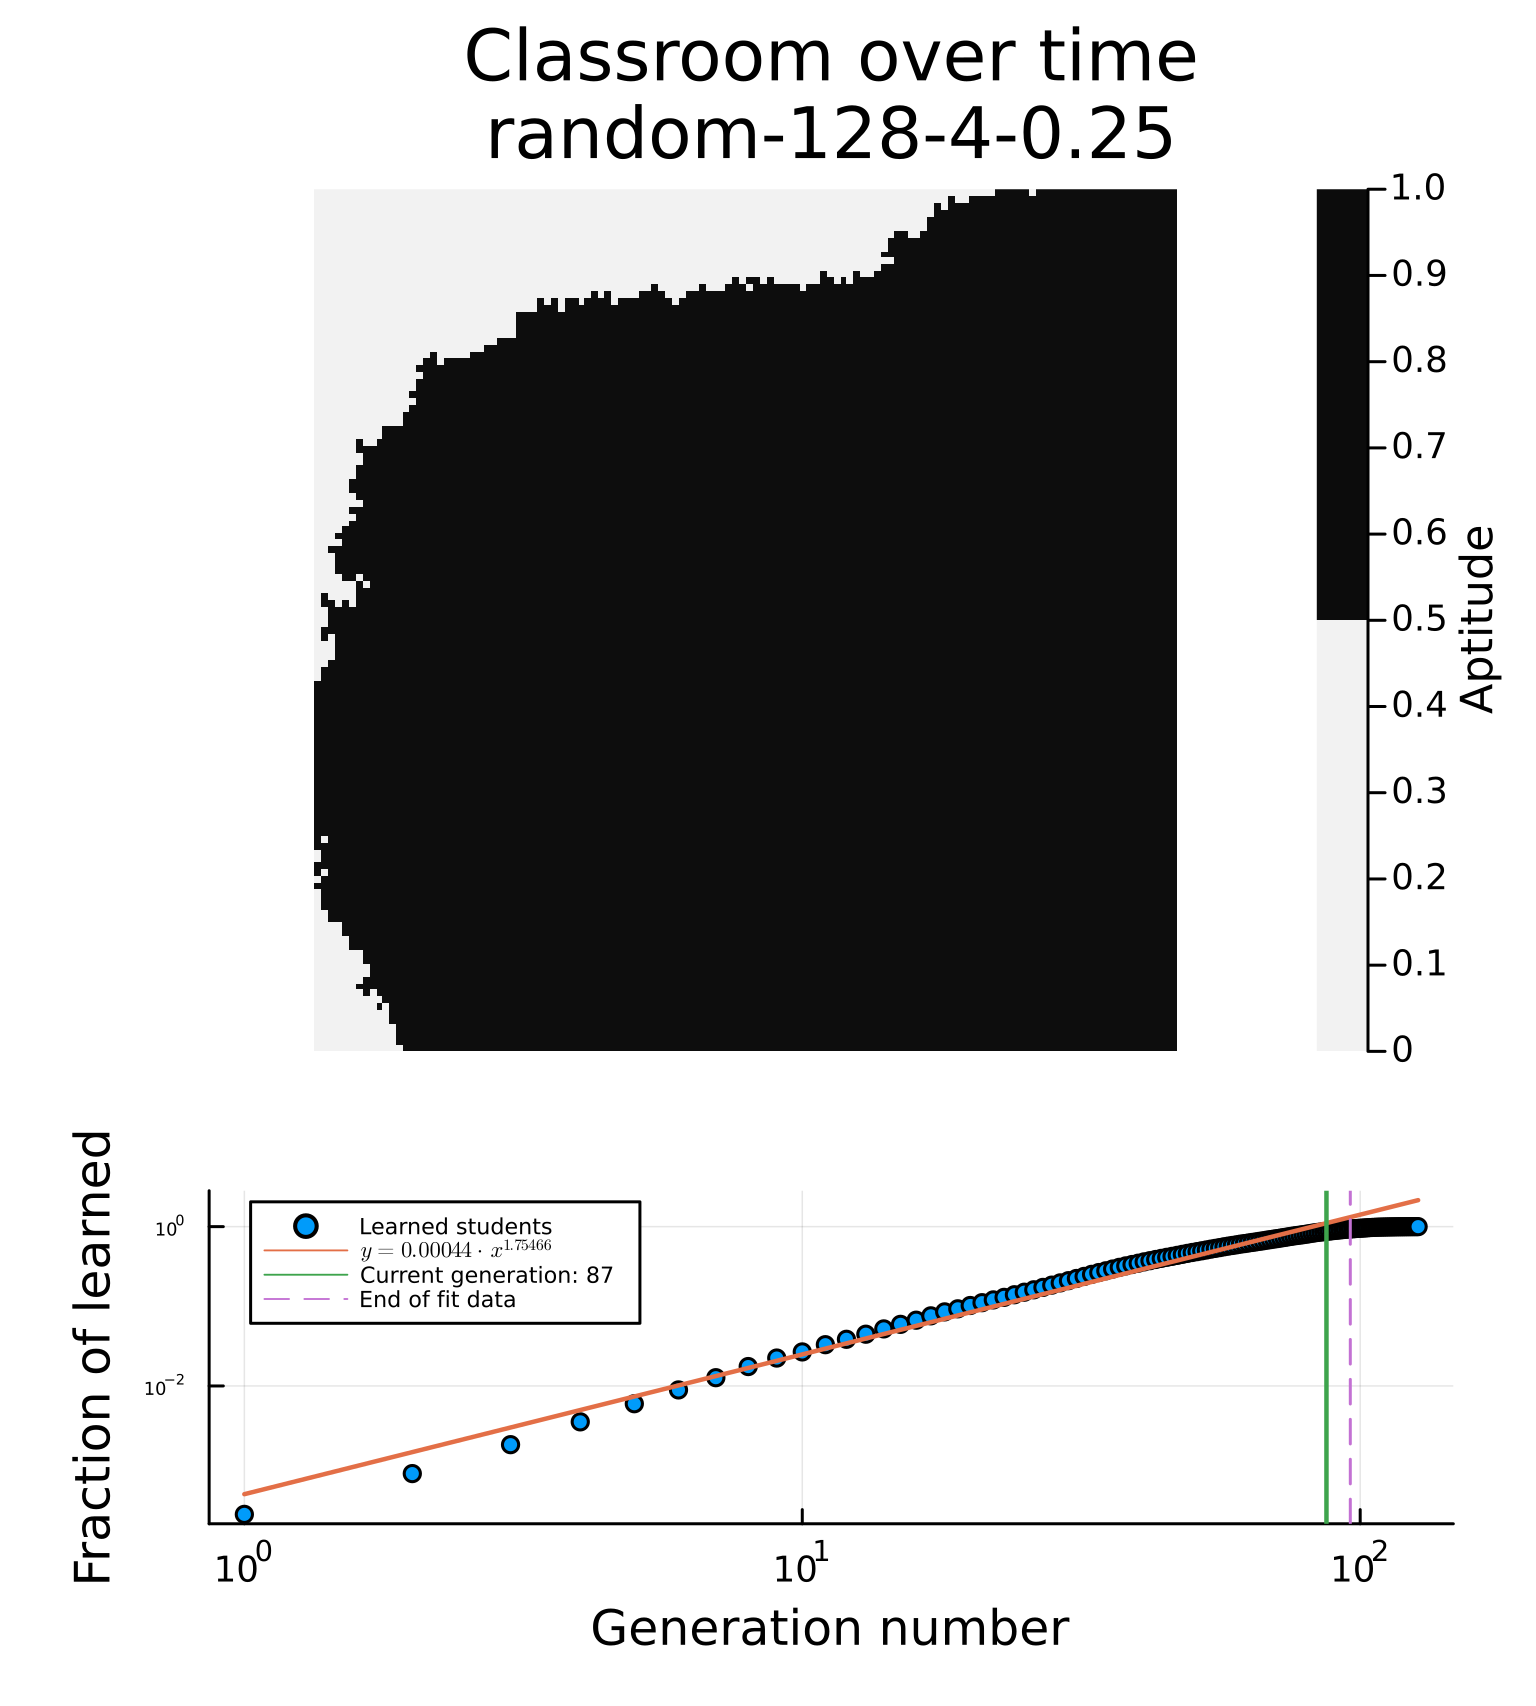 Classroom over time
random-128-4-0.25
1.0
0.9
0.8
0.7
0.6
0.5
0.4
0.3
0.2
0.1
0
Aptitude
Fraction of learned
10⁰
10⁻²
Learned students
y = 0.00044 · x^1.75466
Current generation: 87
End of fit data
10⁰
10¹
10²
Generation number